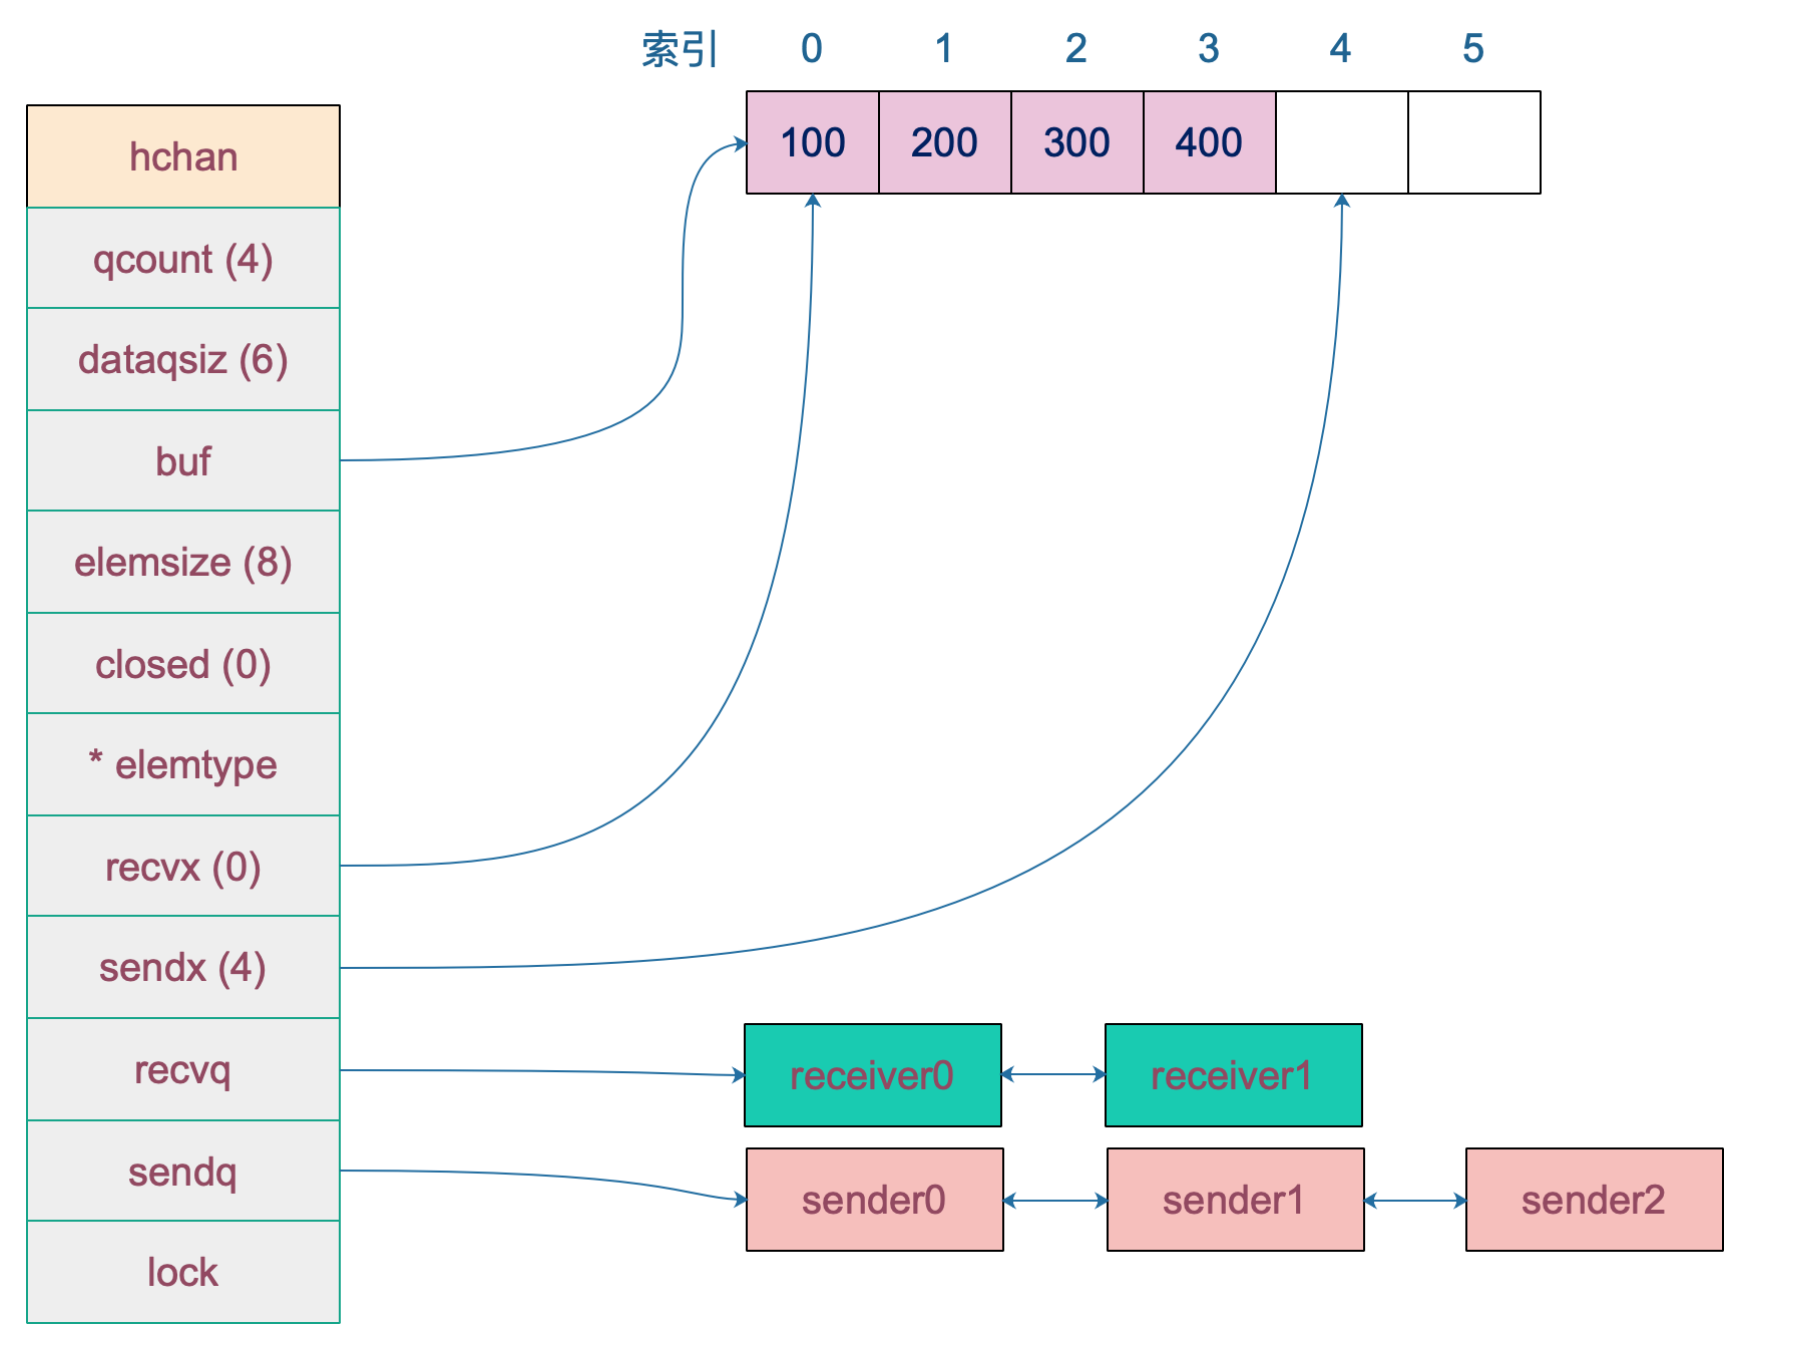 索引 0 1 2 3 4 5
100 200 300 400
hchan
qcount (4)
dataqsiz (6)
buf
elemsize (8)
closed (0)
* elemtype
recvx (0)
sendx (4)
recvq
receiver0 receiver1
sendq
sender0 sender1 sender2
lock